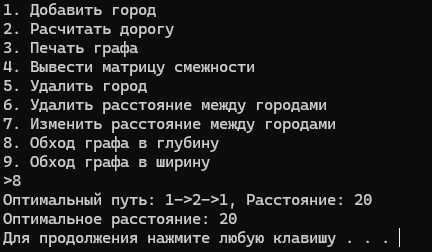 1. Добавить город
2. Расчитать дорогу
3. Печать графа
4. Вывести матрицу смежности
5. Удалить город
6. Удалить расстояние между городами
7. Изменить расстояние между городами
8. Обход графа в глубину
9. Обход графа в ширину
>8
Оптимальный путь: 1->2->1, Расстояние: 20
Оптимальное расстояние: 20
Для продолжения нажмите любую клавишу . . .